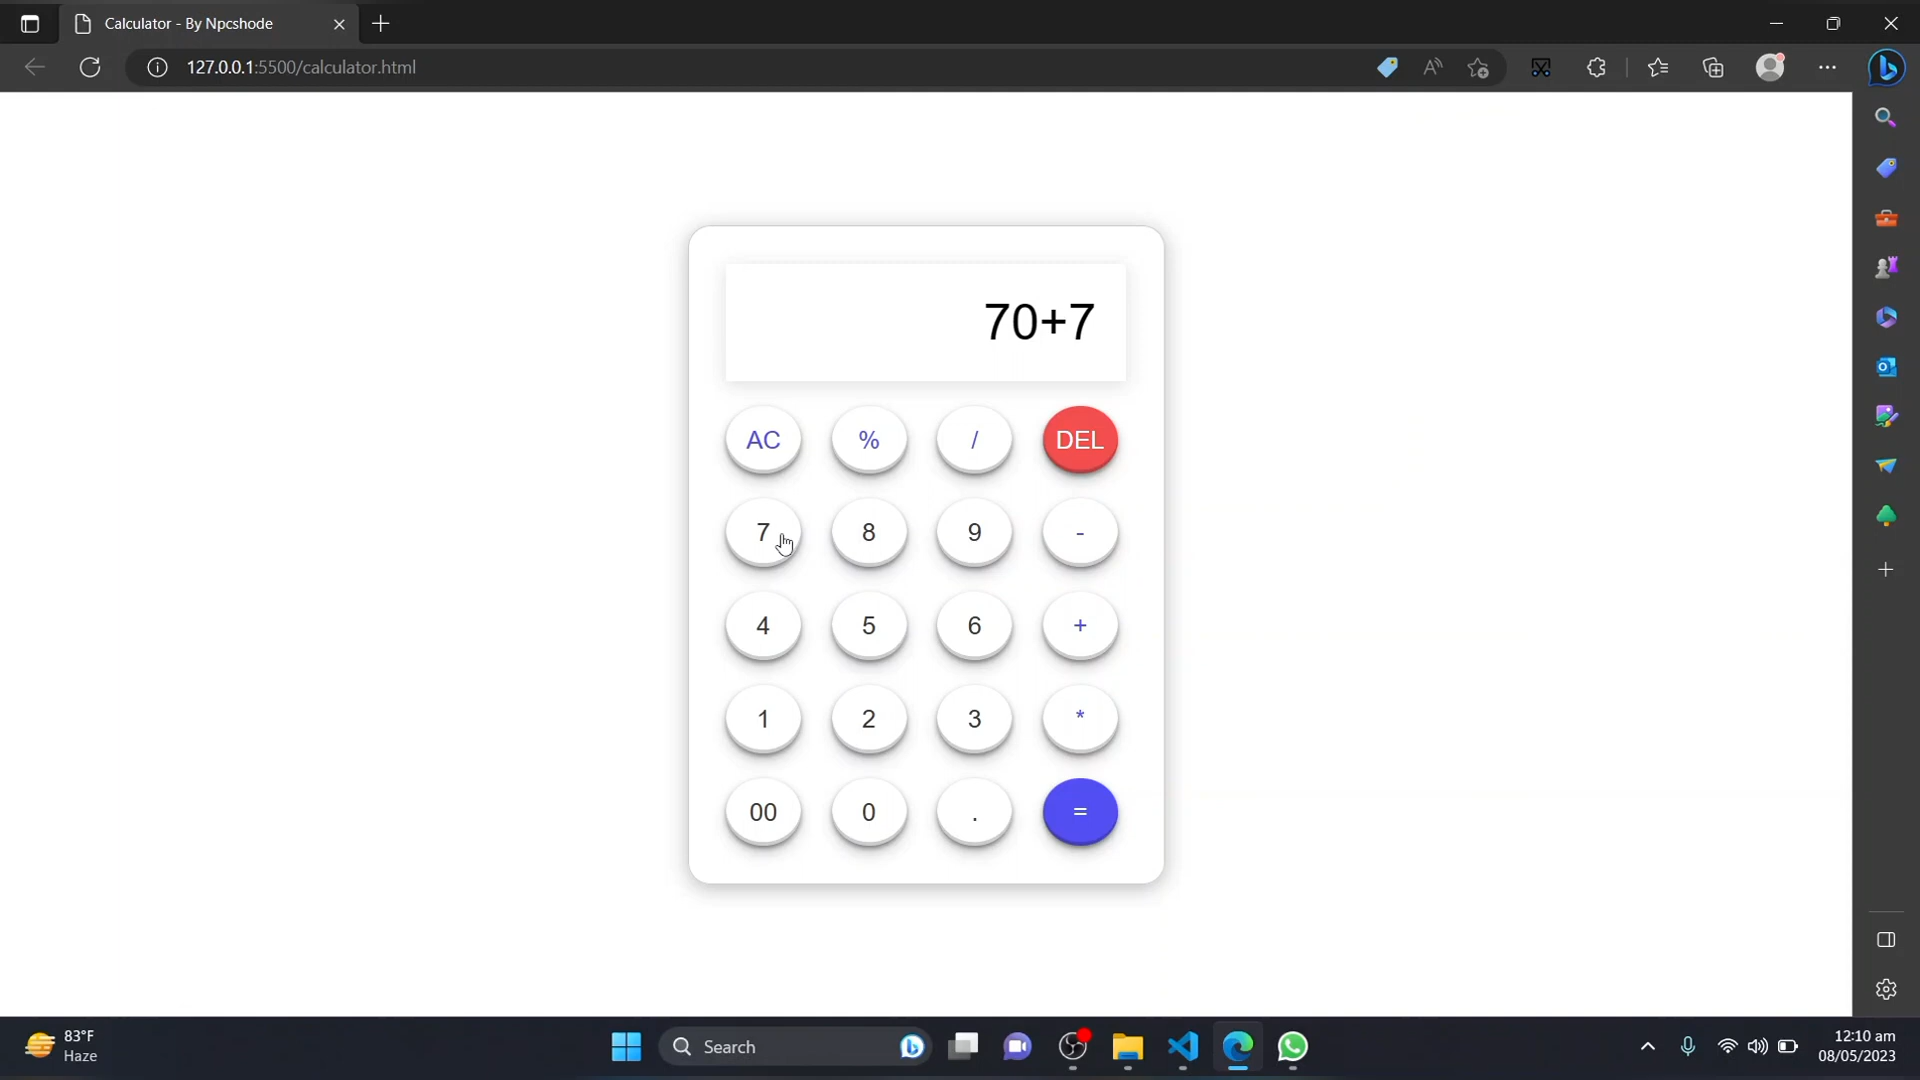 Calculator - By Npcshode
127.0.0.1:5500/calculator.html
70+7
AC % / DEL
7 8 9 -
4 5 6 +
1 2 3 *
00 0 . =
83°F
Haze
Search
12:10 am
08/05/2023